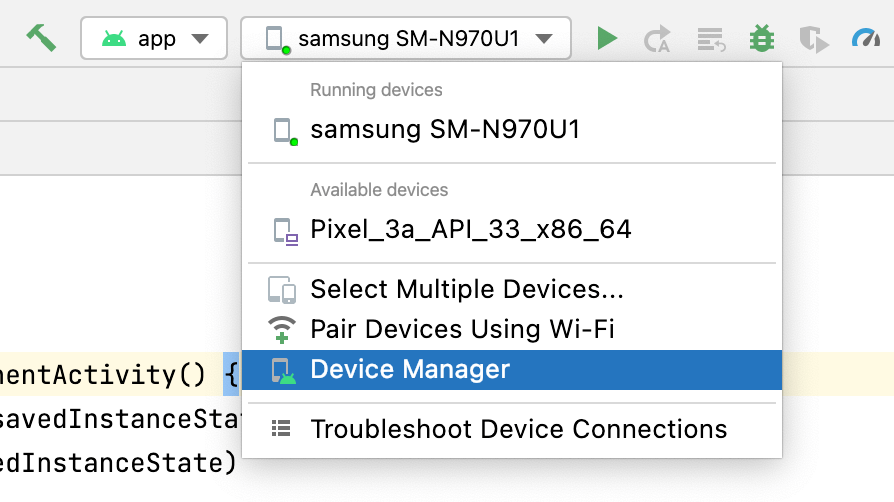 app
samsung SM-N970U1
Running devices
samsung SM-N970U1
Available devices
Pixel_3a_API_33_x86_64
Select Multiple Devices...
Pair Devices Using Wi-Fi
Device Manager
Troubleshoot Device Connections
nentActivity() {
savedInstanceSta
edInstanceState)